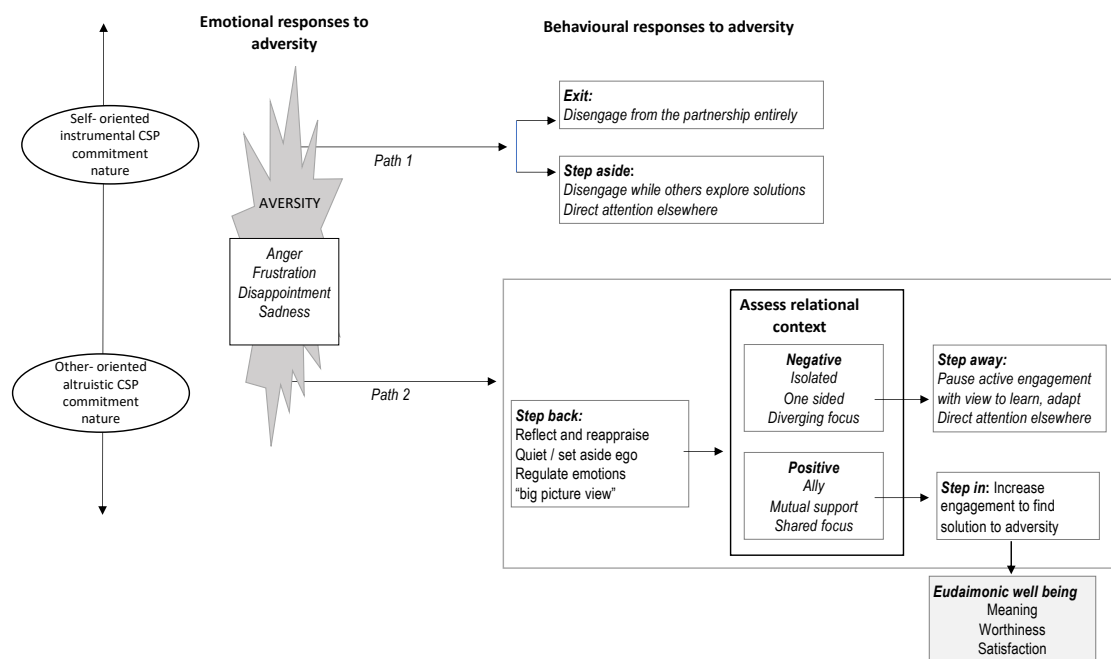 Emotional responses to
adversity
Behavioural responses to adversity
Self- oriented
instrumental CSP
commitment
nature
Other- oriented
altruistic CSP
commitment
nature
AVERSITY
Anger
Frustration
Disappointment
Sadness
Path 1
Exit:
Disengage from the partnership entirely
Step aside:
Disengage while others explore solutions
Direct attention elsewhere
Path 2
Step back:
Reflect and reappraise
Quiet / set aside ego
Regulate emotions
“big picture view”
Assess relational
context
Negative
Isolated
One sided
Diverging focus
Positive
Ally
Mutual support
Shared focus
Step away:
Pause active engagement
with view to learn, adapt
Direct attention elsewhere
Step in: Increase
engagement to find
solution to adversity
Eudaimonic well being
Meaning
Worthiness
Satisfaction